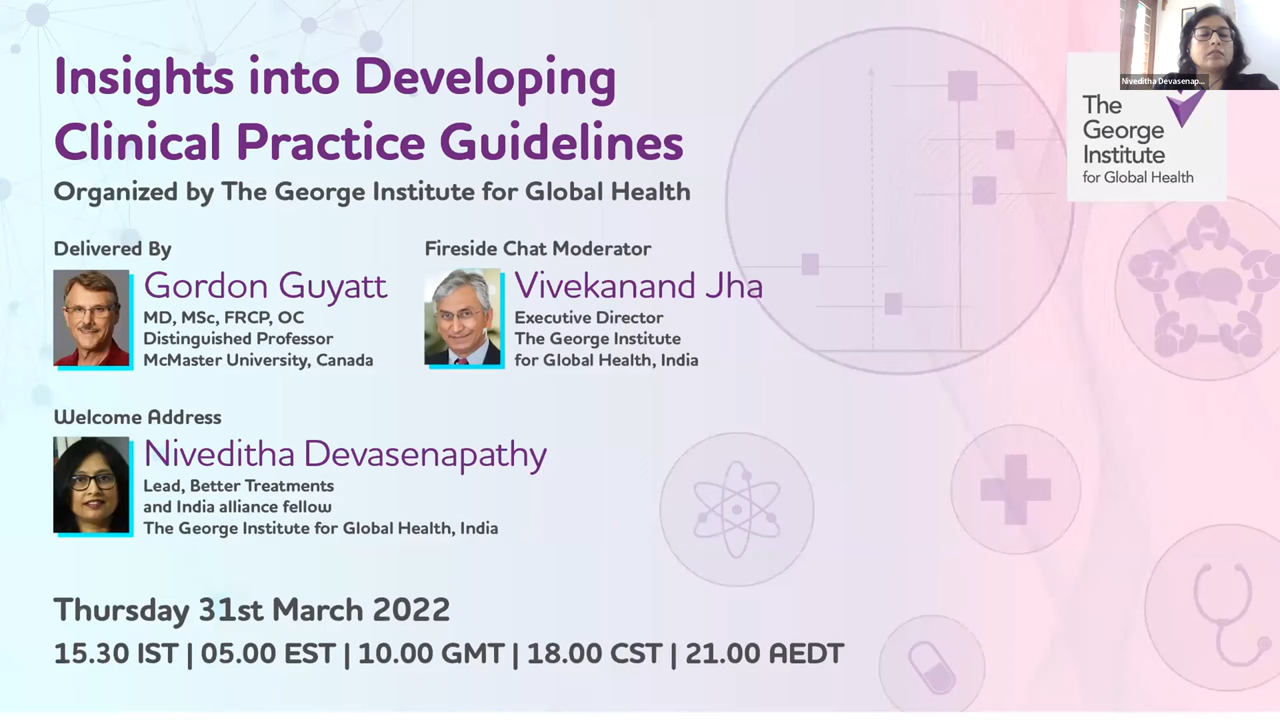 Insights into Developing
Clinical Practice Guidelines
Organized by The George Institute for Global Health
Delivered By
Gordon Guyatt
MD, MSc, FRCP, OC
Distinguished Professor
McMaster University, Canada
Fireside Chat Moderator
Vivekanand Jha
Executive Director
The George Institute
for Global Health, India
Welcome Address
Niveditha Devasenapathy
Lead, Better Treatments
and India alliance fellow
The George Institute for Global Health, India
Thursday 31st March 2022
15.30 IST | 05.00 EST | 10.00 GMT | 18.00 CST | 21.00 AEDT
Niveditha Devasenap...
The
George
Institute
for Global Health